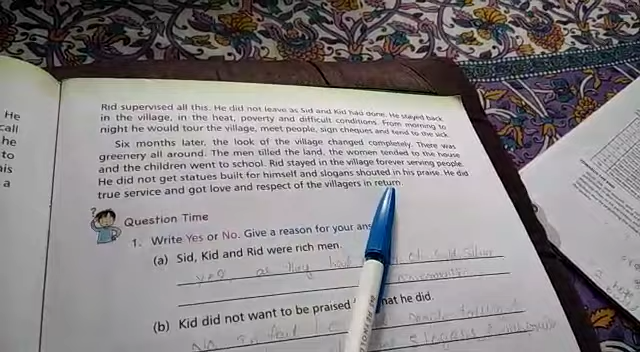 He
call
he
to
a
Rid supervised all this. He did not leave as Sid and Kid had done. He stayed back
in the village, in the heat, poverty and difficult conditions. From morning to
night he would tour the village, meet people, sign cheques and tend to the sick.
Six months later, the look of the village changed completely. There was
greenery all around. The men tilled the land, the women tended to the house
and the children went to school. Rid stayed in the village forever serving people.
He did not get statues built for himself and slogans shouted in his praise. He did
true service and got love and respect of the villagers in return.
Question Time
1. Write Yes or No. Give a reason for your
(a) Sid, Kid and Rid were rich men.
yes as they
(b) Kid did not want to be praised he did.
No